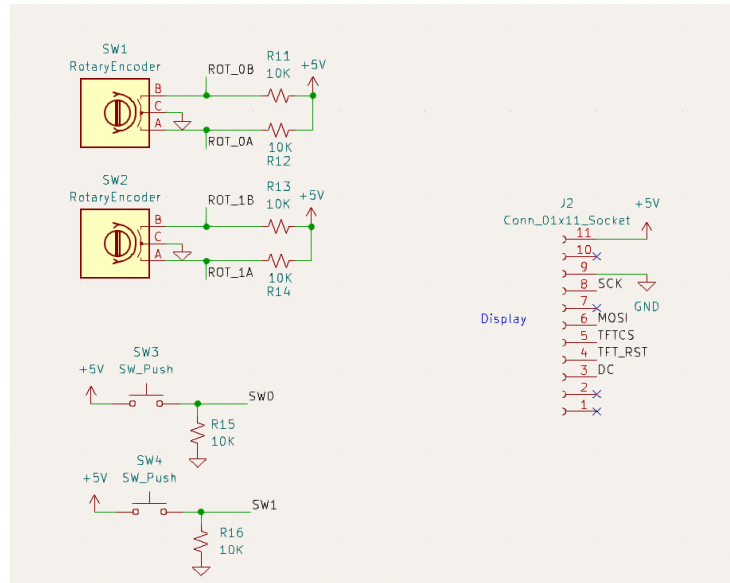 SW1
RotaryEncoder
B
C
A
ROT_0B
R11
10K
+5V
ROT_0A
10K
R12
SW2
RotaryEncoder
B
C
A
ROT_1B
R13
10K
+5V
ROT_1A
10K
R14
SW3
SW_Push
+5V
SW0
R15
10K
SW4
SW_Push
+5V
SW1
R16
10K
Display
J2
Conn_01x11_Socket
+5V
11
10
9
8 SCK
GND
7
6 MOSI
5 TFTCS
4 TFT_RST
3 DC
2
1